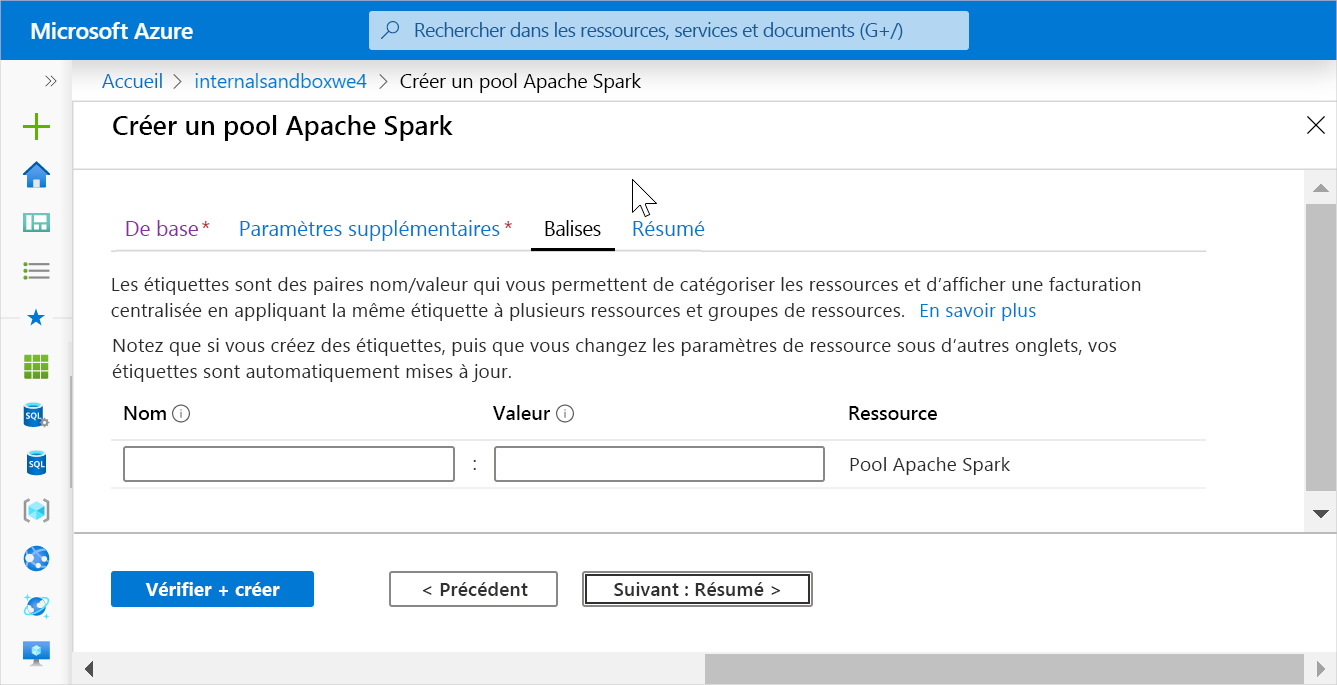 Microsoft Azure
Rechercher dans les ressources, services et documents (G+/)
Accueil > internalsandboxwe4 > Créer un pool Apache Spark
Créer un pool Apache Spark
De base* Paramètres supplémentaires * Balises Résumé
Les étiquettes sont des paires nom/valeur qui vous permettent de catégoriser les ressources et d’afficher une facturation
centralisée en appliquant la même étiquette à plusieurs ressources et groupes de ressources. En savoir plus
Notez que si vous créez des étiquettes, puis que vous changez les paramètres de ressource sous d’autres onglets, vos
étiquettes sont automatiquement mises à jour.
Nom Valeur Ressource
: Pool Apache Spark
SQL
SQL
Vérifier + créer < Précédent Suivant : Résumé >